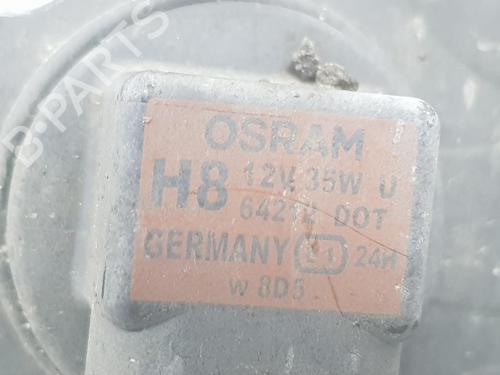 B-PARTS
OSRAM
H8 12V 35W U
64212 DOT
GERMANY E1 24H
W 8D5